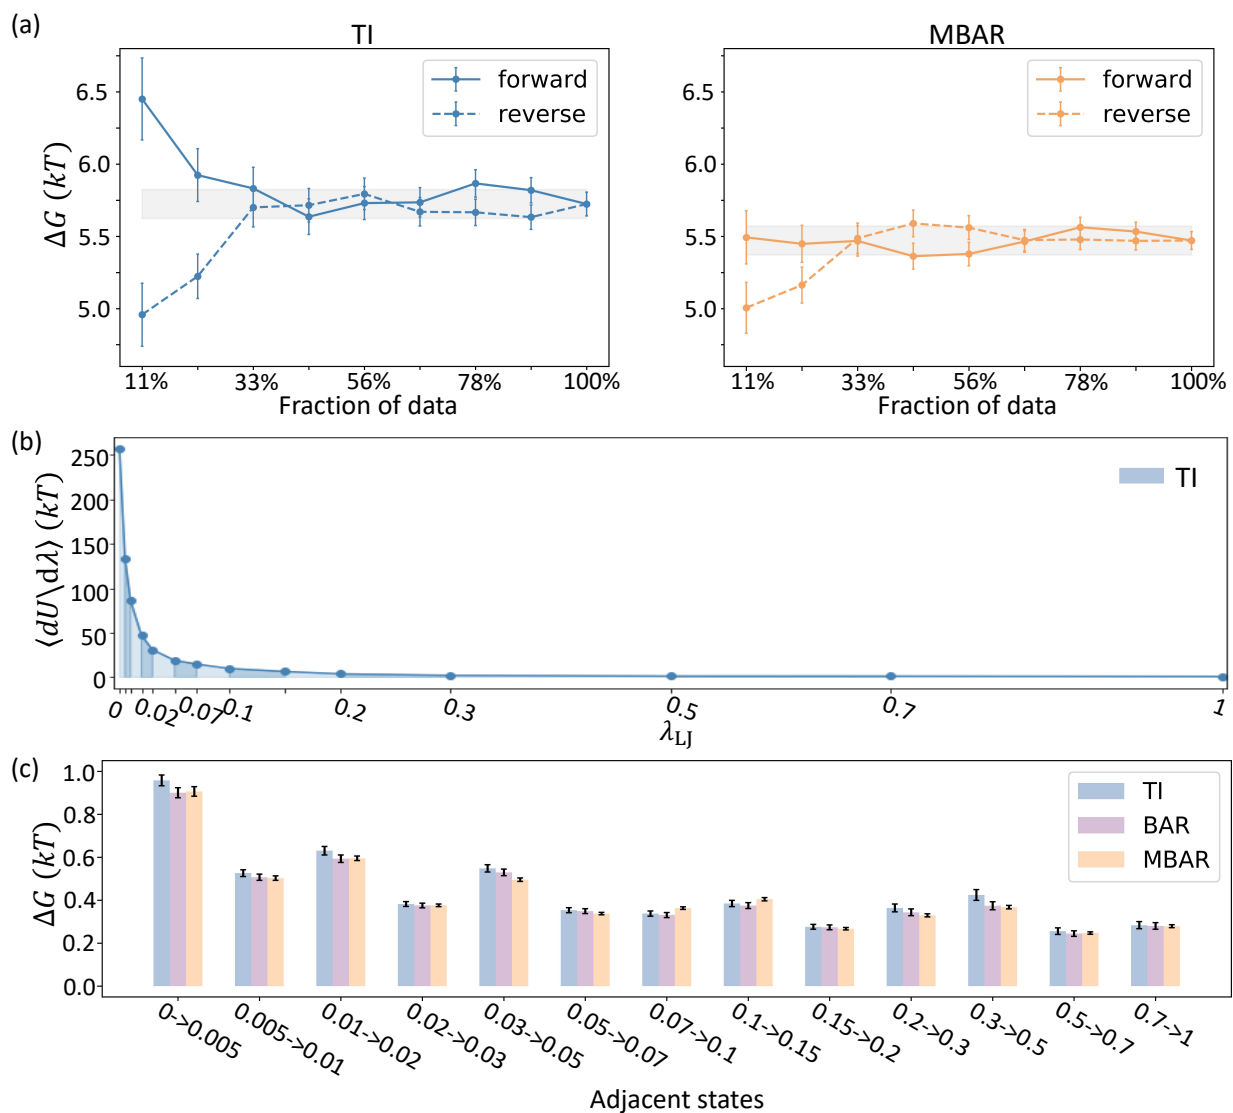 (a)
TI
MBAR
ΔG (kT)
6.5
6.0
5.5
5.0
forward
reverse
11% 33% 56% 78% 100%
Fraction of data
6.5
6.0
5.5
5.0
forward
reverse
11% 33% 56% 78% 100%
Fraction of data
(b)
⟨dU\dλ⟩ (kT)
250
200
150
100
50
0
TI
0 0.02 0.07 0.1 0.2 0.3 0.5 0.7 1
λLJ
(c)
ΔG (kT)
1.0
0.8
0.6
0.4
0.2
0.0
TI
BAR
MBAR
0->0.005 0.005->0.01 0.01->0.02 0.02->0.03 0.03->0.05 0.05->0.07 0.07->0.1 0.1->0.15 0.15->0.2 0.2->0.3 0.3->0.5 0.5->0.7 0.7->1
Adjacent states